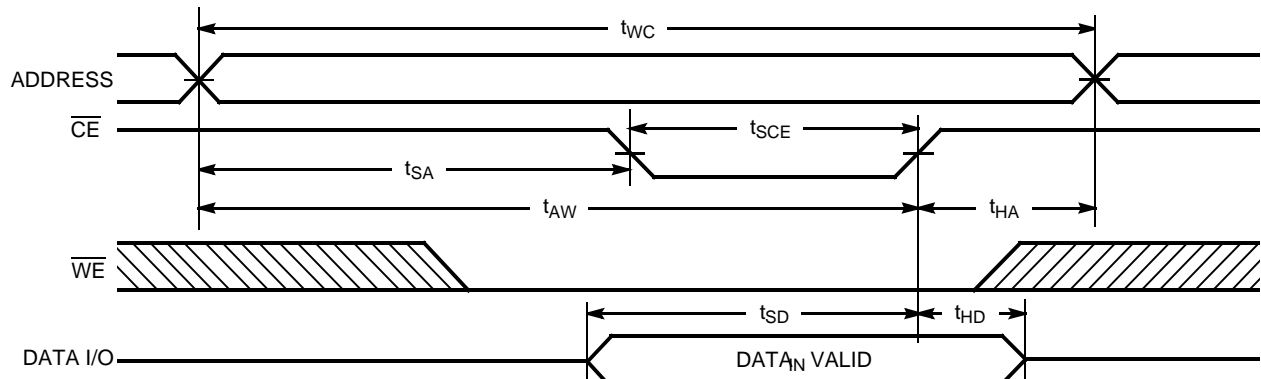 tWC
ADDRESS
CE
tSCE
tSA
tAW
tHA
WE
tSD
tHD
DATA I/O
DATAIN VALID